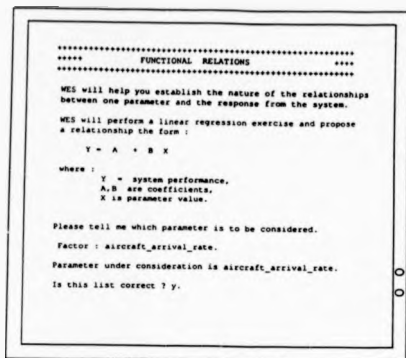 ********************************************************
***** FUNCTIONAL RELATIONS ****
********************************************************
WES will help you establish the nature of the relationships
between one parameter and the response from the system.
WES will perform a linear regression exercise and propose
a relationship the form :
Y = A + B X
where :
Y = system performance,
A,B are coefficients,
X is parameter value.
Please tell me which parameter is to be considered.
Factor : aircraft_arrival_rate.
Parameter under consideration is aircraft_arrival_rate.
Is this list correct ? y.